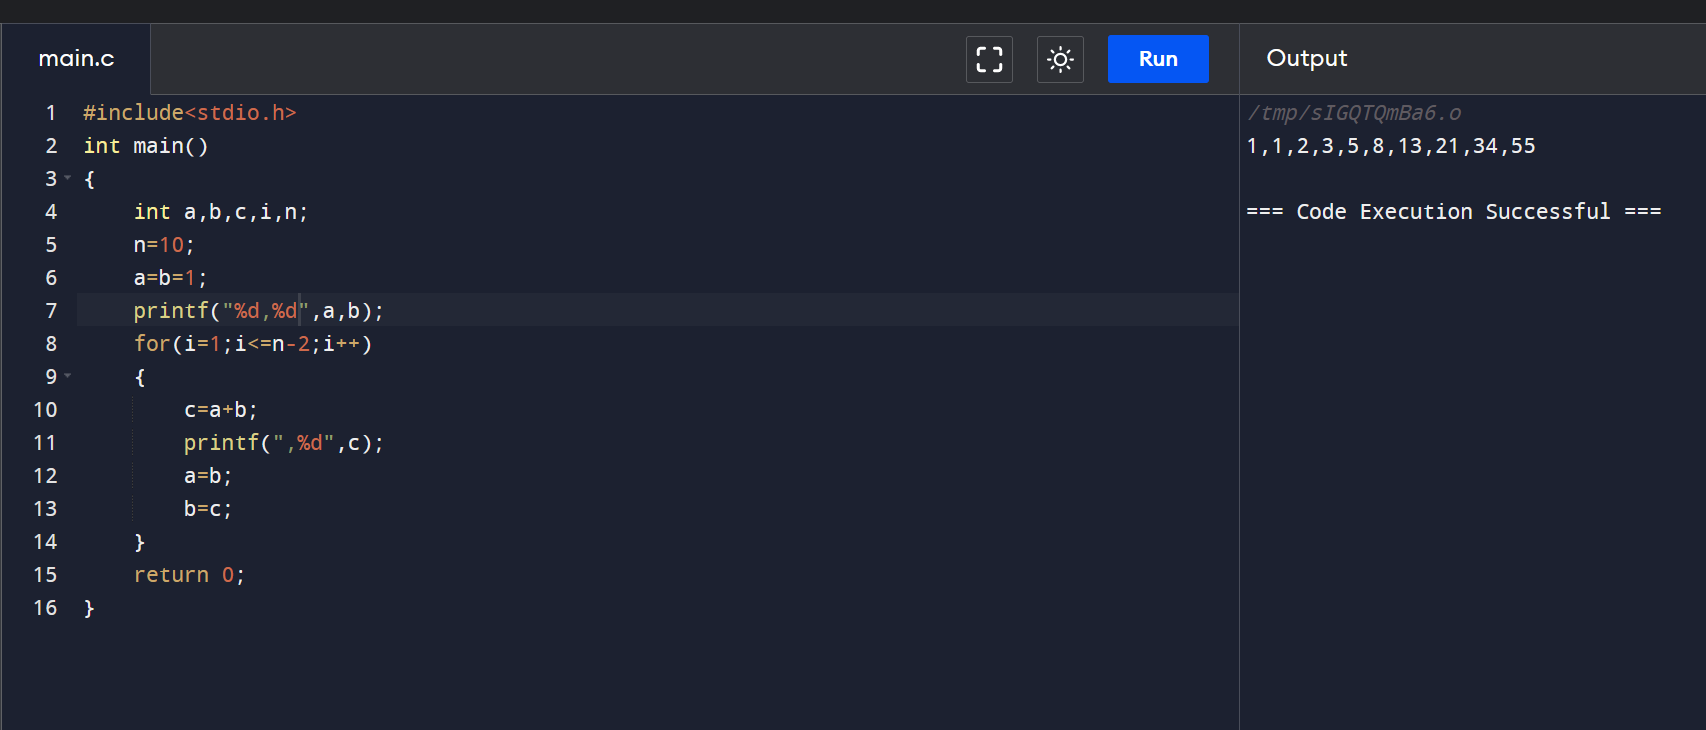 main.c
Run
Output
1 #include<stdio.h>
2 int main()
3 {
4     int a,b,c,i,n;
5     n=10;
6     a=b=1;
7     printf("%d,%d",a,b);
8     for(i=1;i<=n-2;i++)
9     {
10         c=a+b;
11         printf(",%d",c);
12         a=b;
13         b=c;
14     }
15     return 0;
16 }
/tmp/sIGQTQmBa6.o
1,1,2,3,5,8,13,21,34,55
=== Code Execution Successful ===